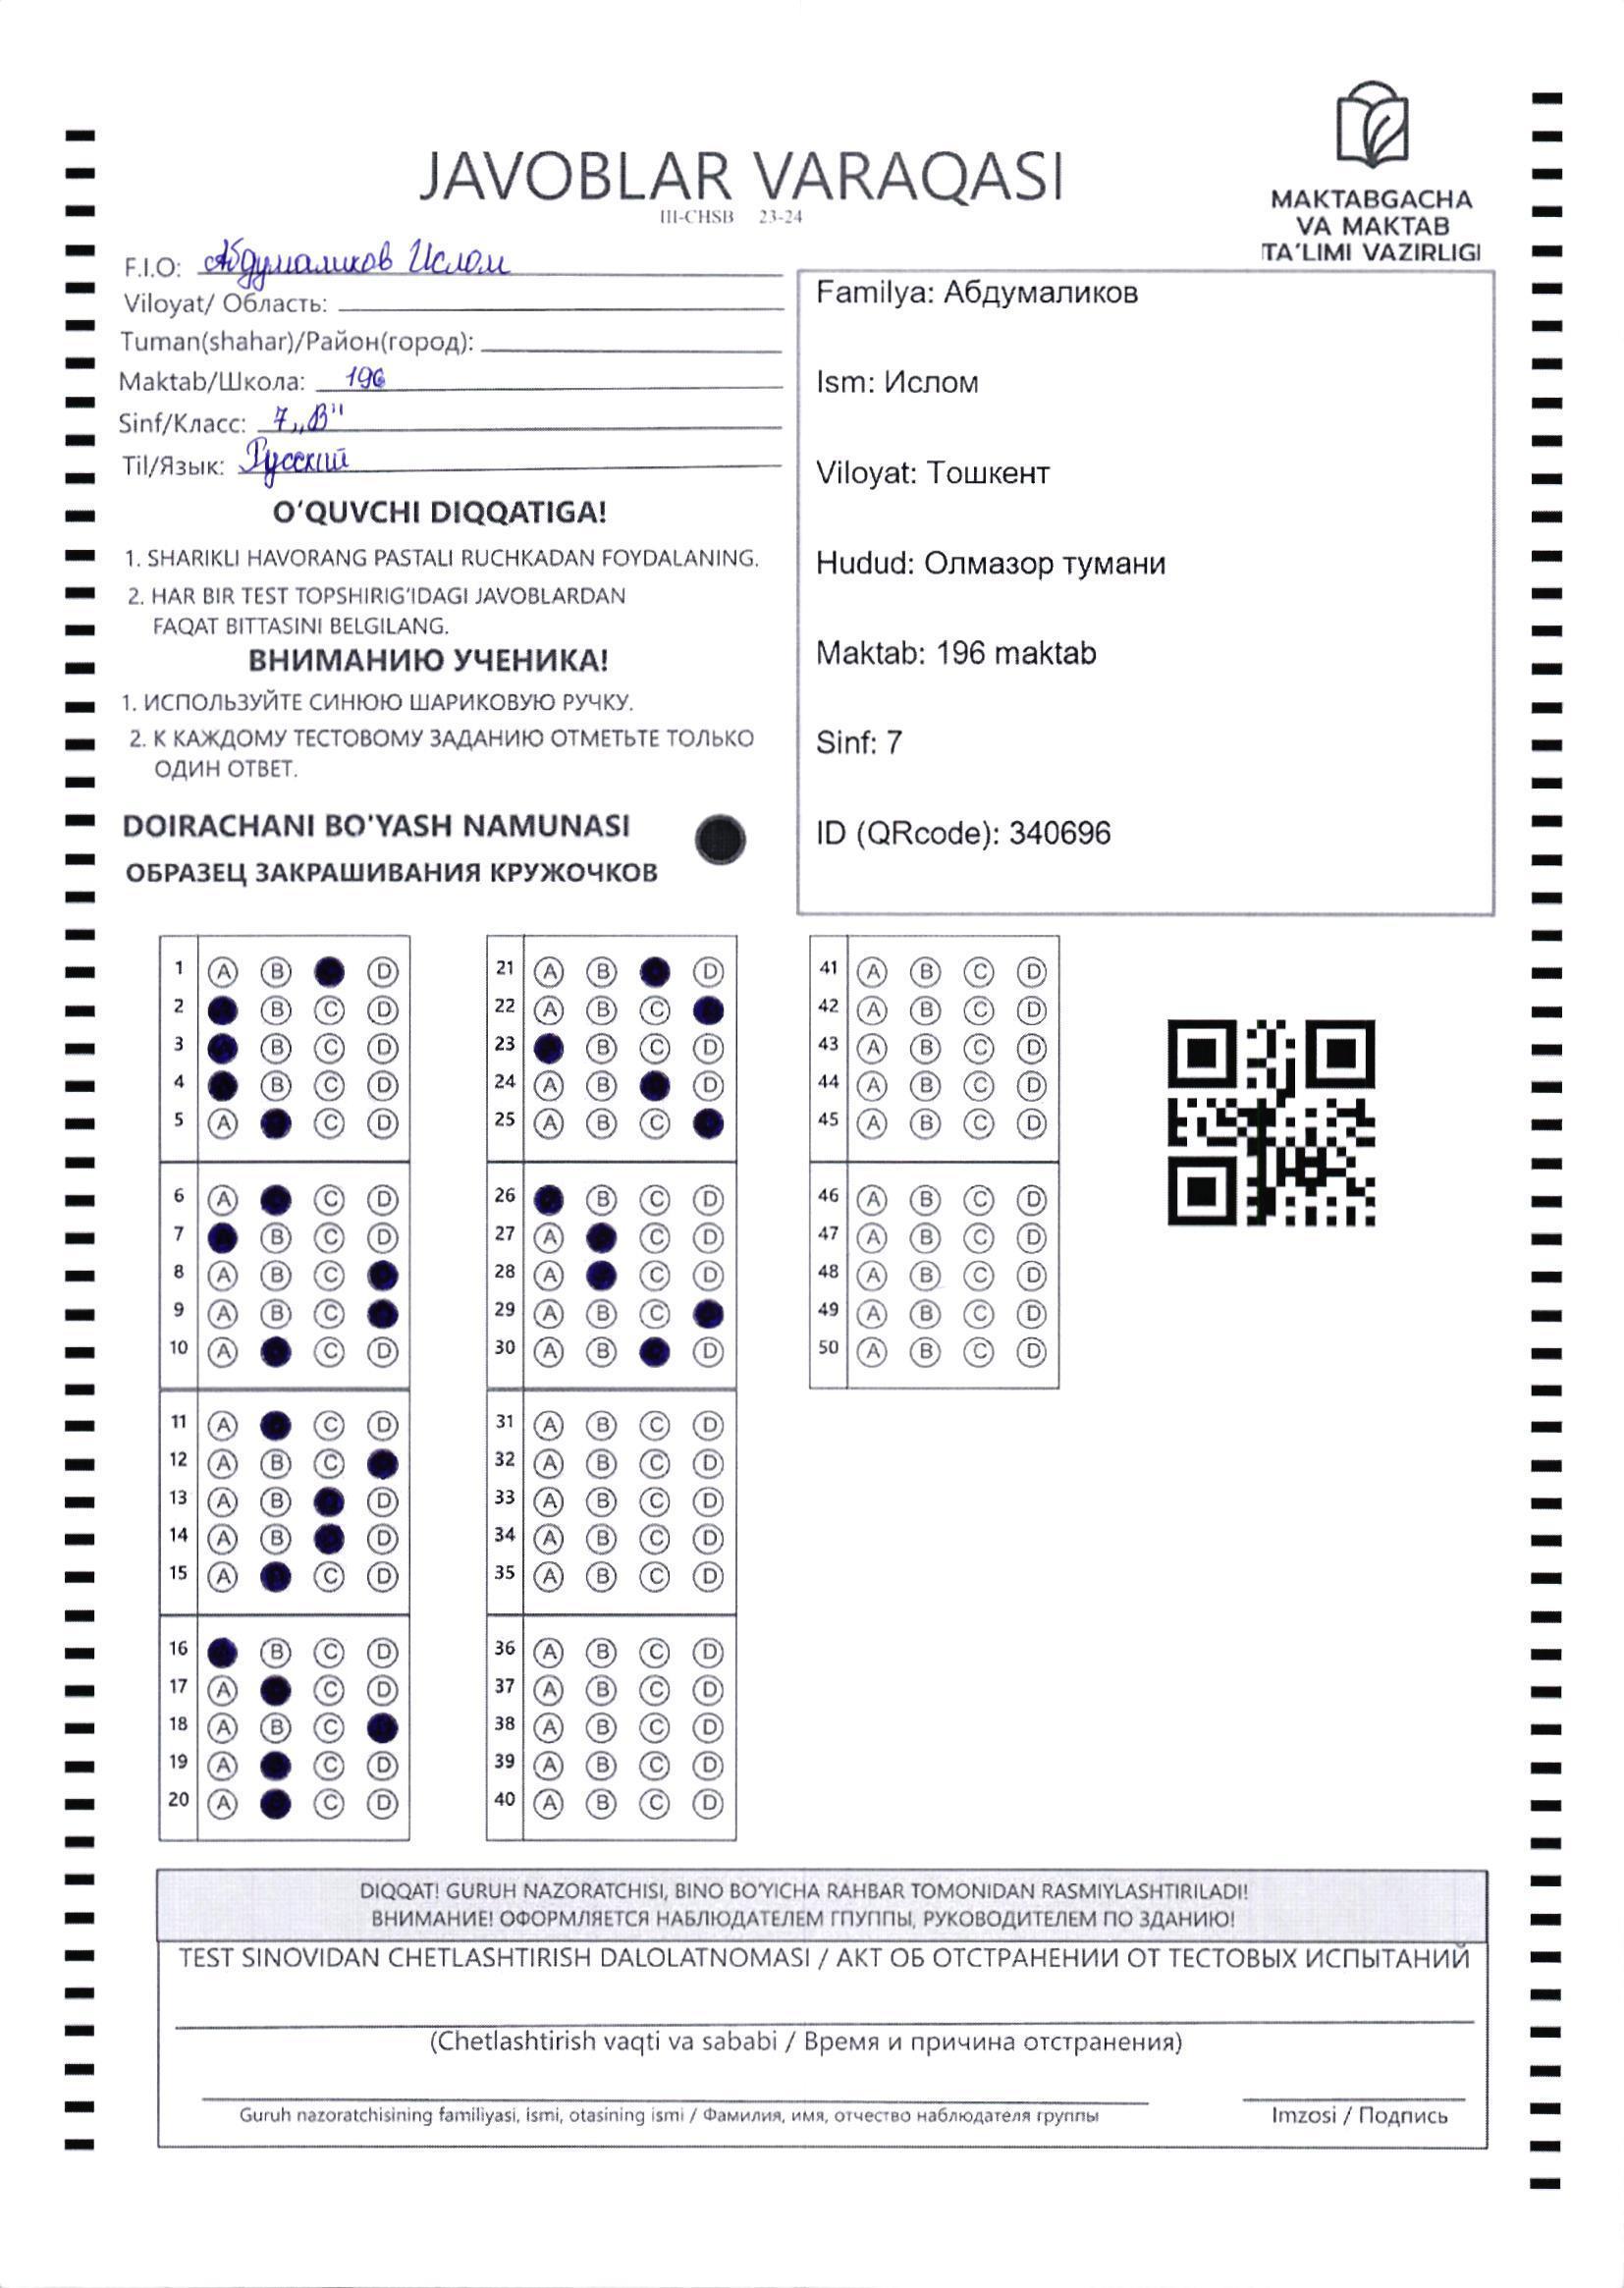 JAVOBLAR VARAQASI
III-CHSB 23-24
MAKTABGACHA
VA MAKTAB
TA'LIMI VAZIRLIGI
F.I.O: Абдумаликов Ислом
Viloyat/ Область:
Tuman(shahar)/Район(город):
Maktab/Школа: 196
Sinf/Класс: 7„В"
Til/Язык: Русский
O'QUVCHI DIQQATIGA!
1. SHARIKLI HAVORANG PASTALI RUCHKADAN FOYDALANING.
2. HAR BIR TEST TOPSHIRIG'IDAGI JAVOBLARDAN
FAQAT BITTASINI BELGILANG.
ВНИМАНИЮ УЧЕНИКА!
1. ИСПОЛЬЗУЙТЕ СИНЮЮ ШАРИКОВУЮ РУЧКУ.
2. К КАЖДОМУ ТЕСТОВОМУ ЗАДАНИЮ ОТМЕТЬТЕ ТОЛЬКО
ОДИН ОТВЕТ.
DOIRACHANI BO'YASH NAMUNASI
ОБРАЗЕЦ ЗАКРАШИВАНИЯ КРУЖОЧКОВ
Familya: Абдумаликов
Ism: Ислом
Viloyat: Тошкент
Hudud: Олмазор тумани
Maktab: 196 maktab
Sinf: 7
ID (QRcode): 340696
1 A B D
2 B C D
3 B C D
4 B C D
5 A C D
6 A C D
7 B C D
8 A B C
9 A B C
10 A C D
11 A C D
12 A B C
13 A B D
14 A B D
15 A C D
16 B C D
17 A C D
18 A B C
19 A C D
20 A C D
21 A B D
22 A B C
23 B C D
24 A B D
25 A B C
26 B C D
27 A C D
28 A C D
29 A B C
30 A B D
31 A B C D
32 A B C D
33 A B C D
34 A B C D
35 A B C D
36 A B C D
37 A B C D
38 A B C D
39 A B C D
40 A B C D
41 A B C D
42 A B C D
43 A B C D
44 A B C D
45 A B C D
46 A B C D
47 A B C D
48 A B C D
49 A B C D
50 A B C D
DIQQAT! GURUH NAZORATCHISI, BINO BO'YICHA RAHBAR TOMONIDAN RASMIYLASHTIRILADI!
ВНИМАНИЕ! ОФОРМЛЯЕТСЯ НАБЛЮДАТЕЛЕМ ГПУППЫ, РУКОВОДИТЕЛЕМ ПО ЗДАНИЮ!
TEST SINOVIDAN CHETLASHTIRISH DALOLATNOMASI / АКТ ОБ ОТСТРАНЕНИИ ОТ ТЕСТОВЫХ ИСПЫТАНИЙ
(Chetlashtirish vaqti va sababi / Время и причина отстранения)
Guruh nazoratchisining familiyasi, ismi, otasining ismi / Фамилия, имя, отчество наблюдателя группы
Imzosi / Подпись